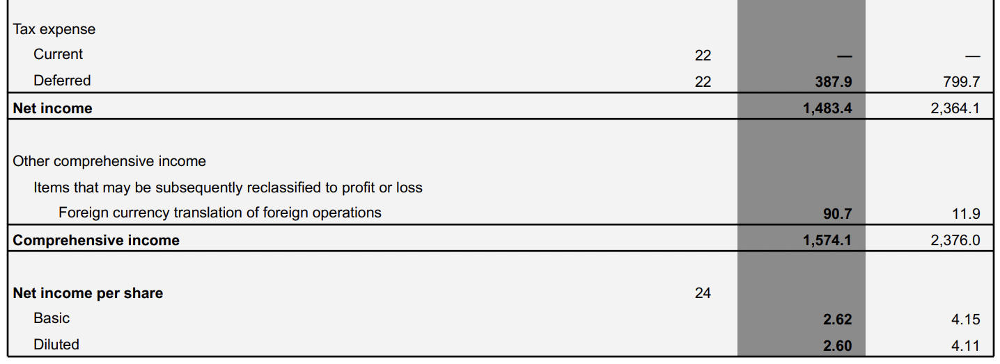 Tax expense
Current 22 — —
Deferred 22 387.9 799.7
Net income 1,483.4 2,364.1
Other comprehensive income
Items that may be subsequently reclassified to profit or loss
Foreign currency translation of foreign operations 90.7 11.9
Comprehensive income 1,574.1 2,376.0
Net income per share 24
Basic 2.62 4.15
Diluted 2.60 4.11